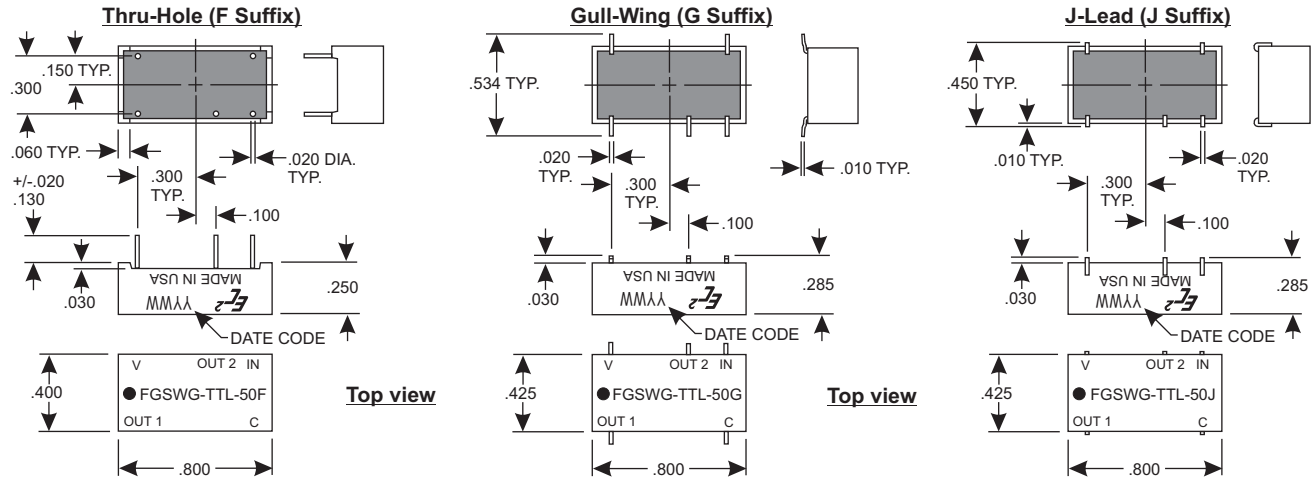 Thru-Hole (F Suffix)
.150 TYP.
.300
.060 TYP.
.020 DIA.
TYP.
+/-.020
.130
.300
TYP.
.100
.030
.250
MADE IN USA
YYWW
EC2
DATE CODE
.400
V OUT 2 IN
FGSWG-TTL-50F
OUT 1 C
.800
Top view
Gull-Wing (G Suffix)
.534 TYP.
.020
TYP.
.300
TYP.
.010 TYP.
.100
.030
.285
MADE IN USA
YYWW
EC2
DATE CODE
.425
V OUT 2 IN
FGSWG-TTL-50G
OUT 1 C
.800
Top view
J-Lead (J Suffix)
.450 TYP.
.010 TYP.
.020
TYP.
.300
TYP.
.100
.030
.285
MADE IN USA
YYWW
EC2
DATE CODE
.425
V OUT 2 IN
FGSWG-TTL-50J
OUT 1 C
.800